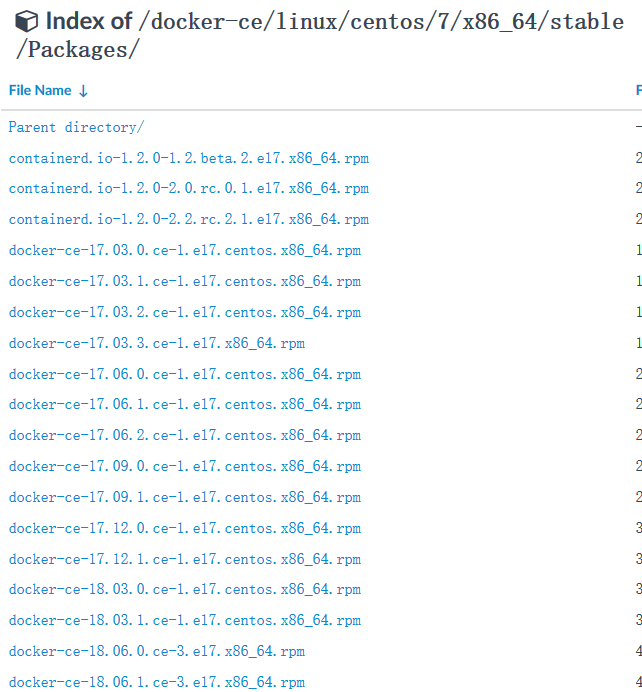 Index of /docker-ce/linux/centos/7/x86_64/stable
/Packages/
File Name ↓ F
Parent directory/ -
containerd.io-1.2.0-1.2.beta.2.el7.x86_64.rpm 2
containerd.io-1.2.0-2.0.rc.0.1.el7.x86_64.rpm 2
containerd.io-1.2.0-2.2.rc.2.1.el7.x86_64.rpm 2
docker-ce-17.03.0.ce-1.el7.centos.x86_64.rpm 1
docker-ce-17.03.1.ce-1.el7.centos.x86_64.rpm 1
docker-ce-17.03.2.ce-1.el7.centos.x86_64.rpm 1
docker-ce-17.03.3.ce-1.el7.x86_64.rpm 1
docker-ce-17.06.0.ce-1.el7.centos.x86_64.rpm 2
docker-ce-17.06.1.ce-1.el7.centos.x86_64.rpm 2
docker-ce-17.06.2.ce-1.el7.centos.x86_64.rpm 2
docker-ce-17.09.0.ce-1.el7.centos.x86_64.rpm 2
docker-ce-17.09.1.ce-1.el7.centos.x86_64.rpm 2
docker-ce-17.12.0.ce-1.el7.centos.x86_64.rpm 3
docker-ce-17.12.1.ce-1.el7.centos.x86_64.rpm 3
docker-ce-18.03.0.ce-1.el7.centos.x86_64.rpm 3
docker-ce-18.03.1.ce-1.el7.centos.x86_64.rpm 3
docker-ce-18.06.0.ce-3.el7.x86_64.rpm 4
docker-ce-18.06.1.ce-3.el7.x86_64.rpm 4